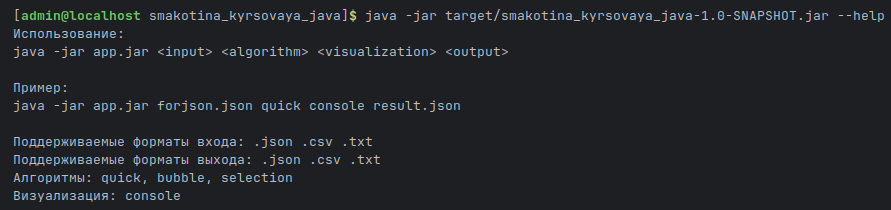 [admin@localhost smakotina_kyrsovaya_java]$ java -jar target/smakotina_kyrsovaya_java-1.0-SNAPSHOT.jar --help
Использование:
java -jar app.jar <input> <algorithm> <visualization> <output>
Пример:
java -jar app.jar forjson.json quick console result.json
Поддерживаемые форматы входа: .json .csv .txt
Поддерживаемые форматы выхода: .json .csv .txt
Алгоритмы: quick, bubble, selection
Визуализация: console